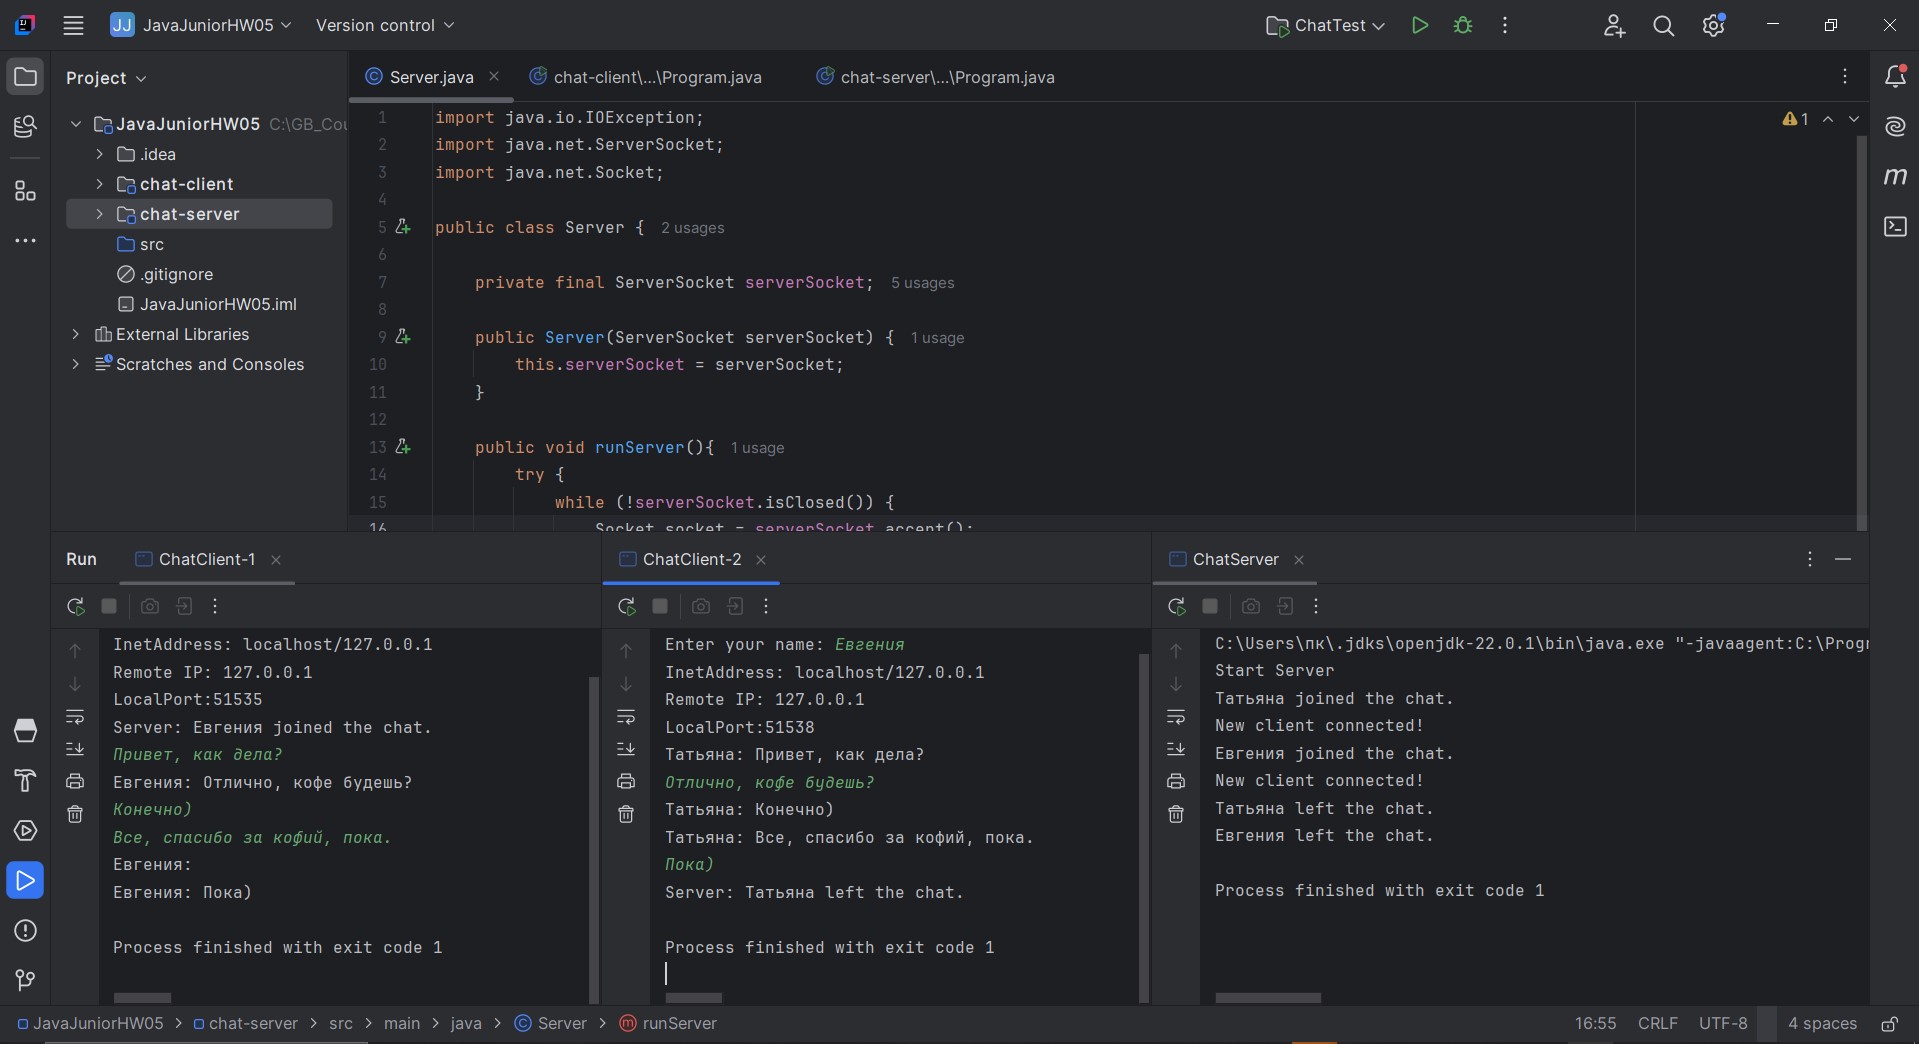 JJ JavaJuniorHW05 Version control ChatTest
Project
JavaJuniorHW05 C:\GB_Cou
.idea
chat-client
chat-server
src
.gitignore
JavaJuniorHW05.iml
External Libraries
Scratches and Consoles
Server.java chat-client\...\Program.java chat-server\...\Program.java
1 import java.io.IOException;
2 import java.net.ServerSocket;
3 import java.net.Socket;
4
5 public class Server { 2 usages
6
7 private final ServerSocket serverSocket; 5 usages
8
9 public Server(ServerSocket serverSocket) { 1 usage
10 this.serverSocket = serverSocket;
11 }
12
13 public void runServer(){ 1 usage
14 try {
15 while (!serverSocket.isClosed()) {
16 Socket socket = serverSocket.accept();
1
m
Run ChatClient-1
InetAddress: localhost/127.0.0.1
Remote IP: 127.0.0.1
LocalPort:51535
Server: Евгения joined the chat.
Привет, как дела?
Евгения: Отлично, кофе будешь?
Конечно)
Все, спасибо за кофий, пока.
Евгения:
Евгения: Пока)
Process finished with exit code 1
ChatClient-2
Enter your name: Евгения
InetAddress: localhost/127.0.0.1
Remote IP: 127.0.0.1
LocalPort:51538
Татьяна: Привет, как дела?
Отлично, кофе будешь?
Татьяна: Конечно)
Татьяна: Все, спасибо за кофий, пока.
Пока)
Server: Татьяна left the chat.
Process finished with exit code 1
ChatServer
C:\Users\пк\.jdks\openjdk-22.0.1\bin\java.exe "-javaagent:C:\Progr
Start Server
Татьяна joined the chat.
New client connected!
Евгения joined the chat.
New client connected!
Татьяна left the chat.
Евгения left the chat.
Process finished with exit code 1
JavaJuniorHW05 > chat-server > src > main > java > Server > runServer
16:55 CRLF UTF-8 4 spaces